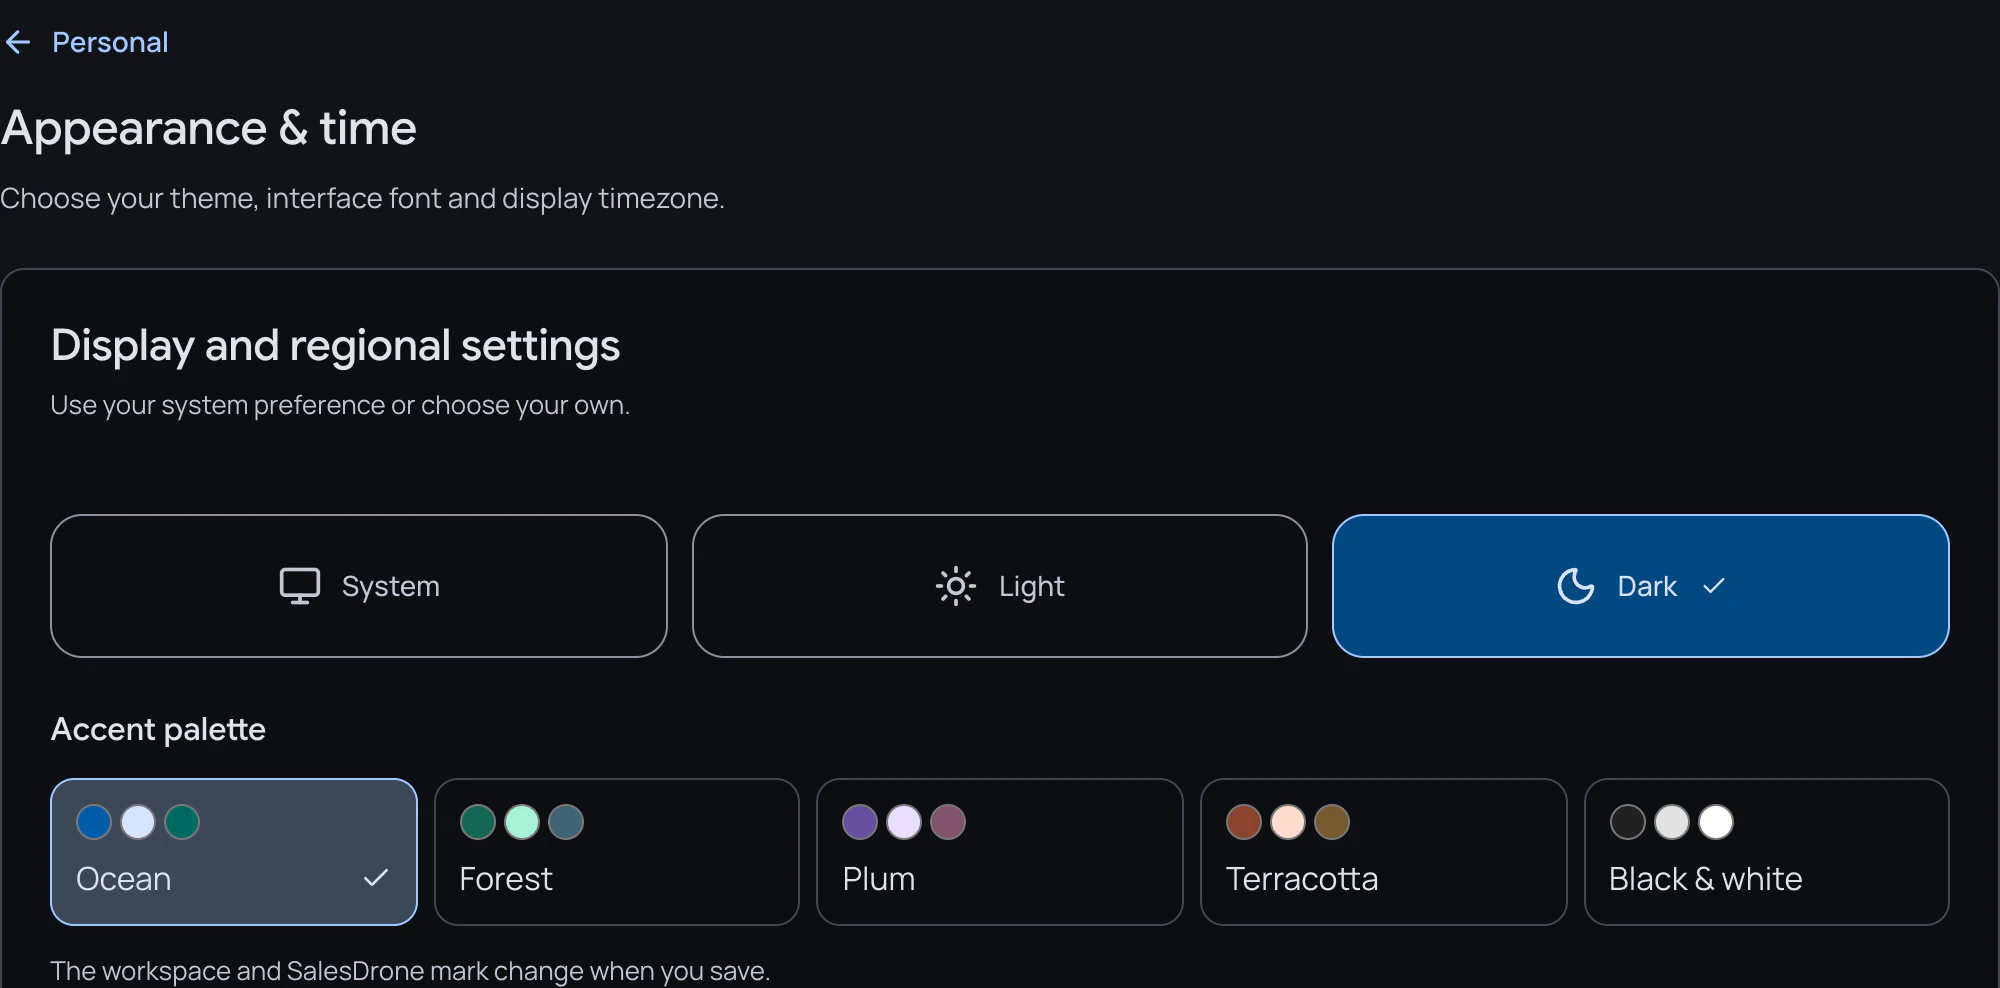 Personal
Appearance & time
Choose your theme, interface font and display timezone.
Display and regional settings
Use your system preference or choose your own.
System
Light
Dark
Accent palette
Ocean
Forest
Plum
Terracotta
Black & white
The workspace and SalesDrone mark change when you save.